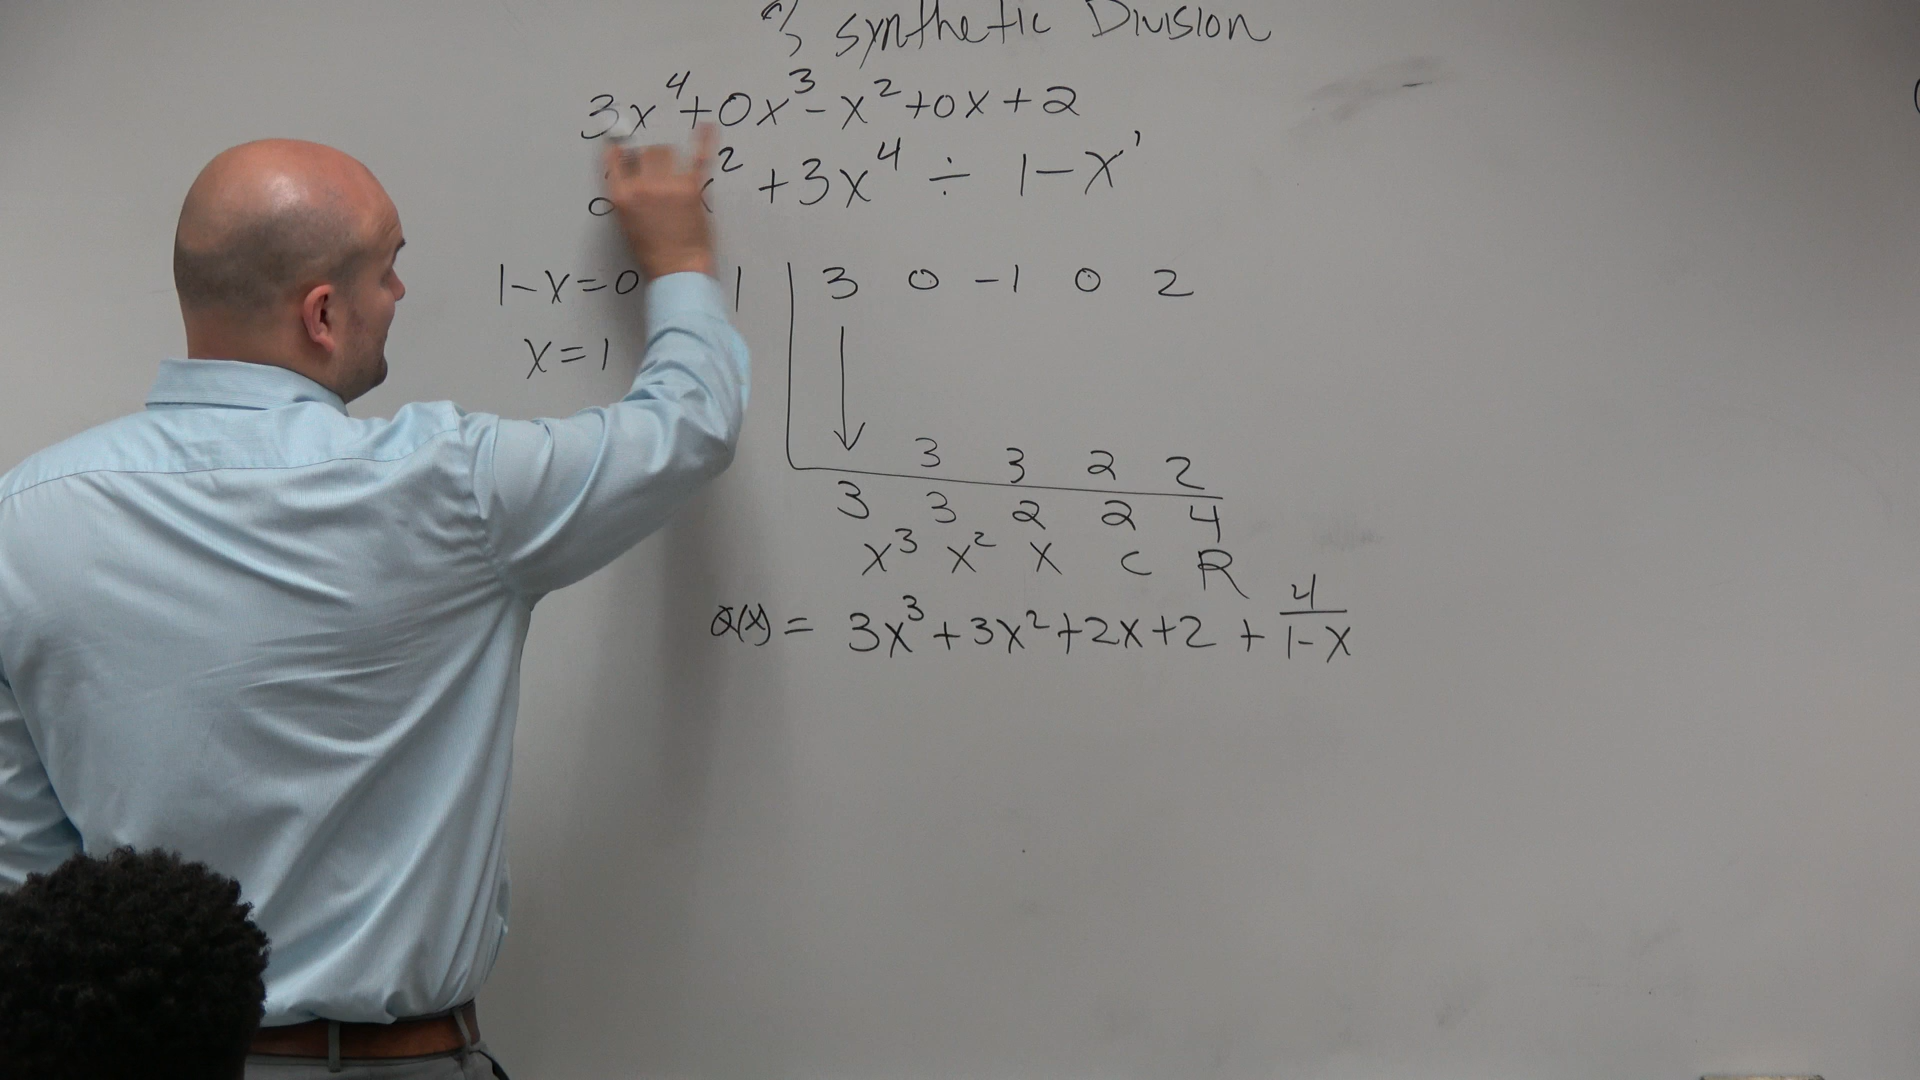 Synthetic Division
3x⁴+0x³-x²+0x+2
x²+3x⁴ ÷ 1-x'
1-x=0 1 | 3 0 -1 0 2
x=1
3 3 2 2
3 3 2 2 4
x³ x² x C R
Q(x) = 3x³+3x²+2x+2 + 4/(1-x)